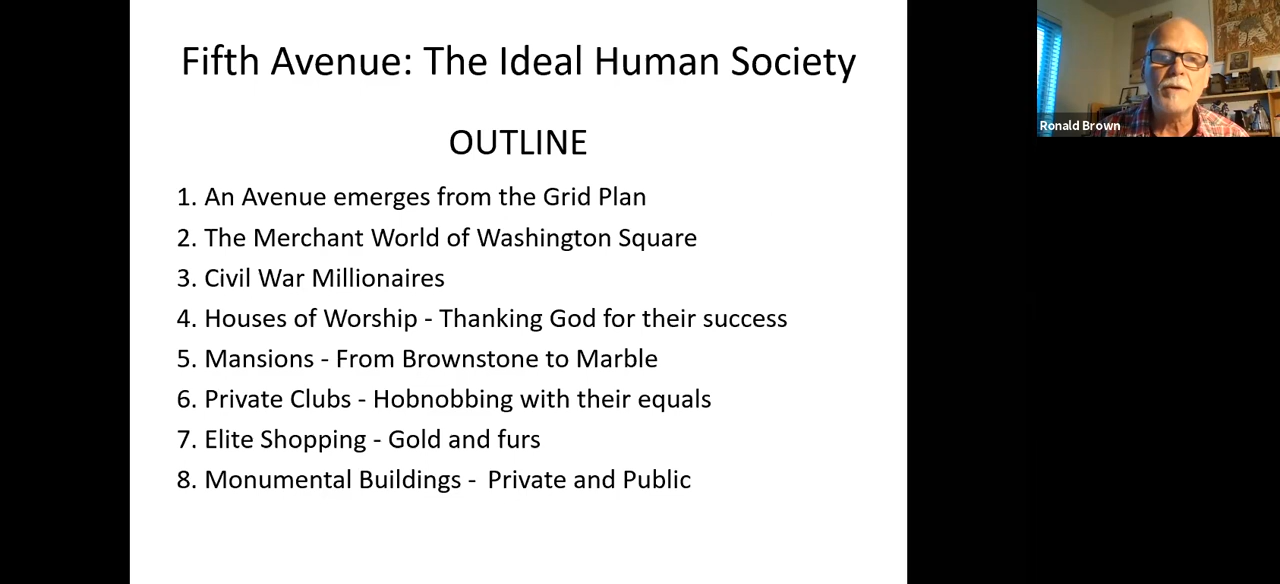 Fifth Avenue: The Ideal Human Society
OUTLINE
1. An Avenue emerges from the Grid Plan
2. The Merchant World of Washington Square
3. Civil War Millionaires
4. Houses of Worship - Thanking God for their success
5. Mansions - From Brownstone to Marble
6. Private Clubs - Hobnobbing with their equals
7. Elite Shopping - Gold and furs
8. Monumental Buildings -  Private and Public
Ronald Brown